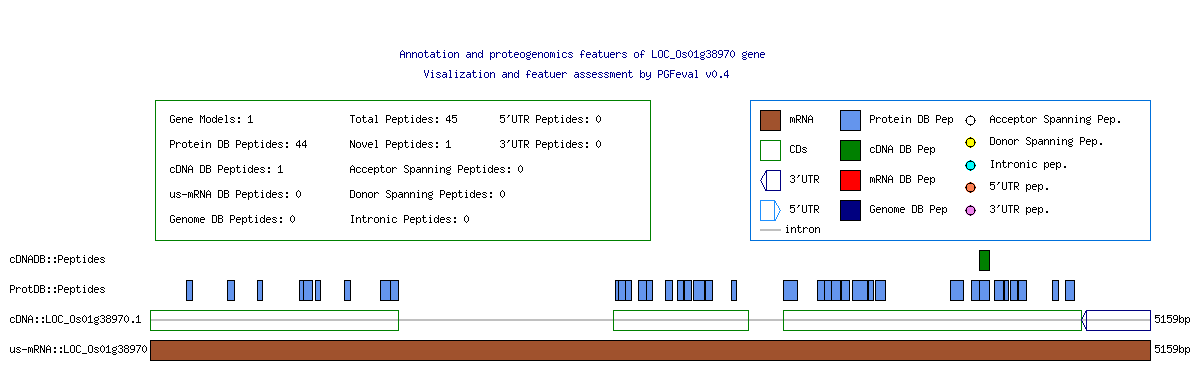 Annotation and proteogenomics featuers of LOC_Os01g38970 gene
Visalization and featuer assessment by PGFeval v0.4
Gene Models: 1
Total Peptides: 45
5'UTR Peptides: 0
Protein DB Peptides: 44
Novel Peptides: 1
3'UTR Peptides: 0
cDNA DB Peptides: 1
Acceptor Spanning Peptides: 0
us-mRNA DB Peptides: 0
Donor Spanning Peptides: 0
Genome DB Peptides: 0
Intronic Peptides: 0
mRNA
Protein DB Pep
Acceptor Spanning Pep.
CDs
cDNA DB Pep
Donor Spanning Pep.
Intronic pep.
3'UTR
mRNA DB Pep
5'UTR pep.
5'UTR
Genome DB Pep
3'UTR pep.
intron
cDNADB::Peptides
ProtDB::Peptides
cDNA::LOC_Os01g38970.1
5159bp
us-mRNA::LOC_Os01g38970
5159bp